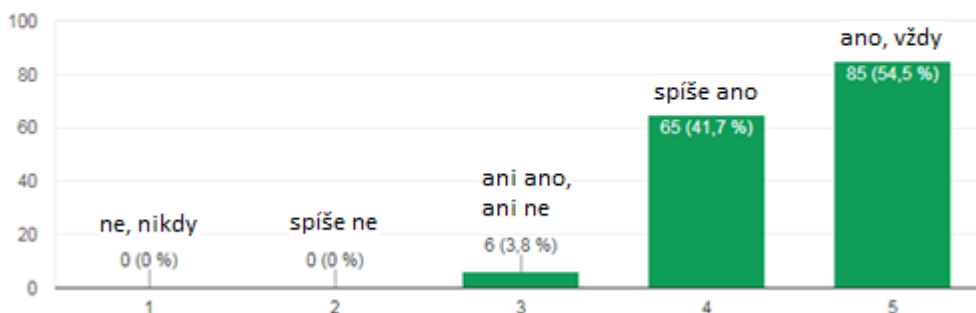 100
80
60
40
20
0
ne, nikdy
0 (0 %)
spíše ne
0 (0 %)
ani ano,
ani ne
6 (3,8 %)
spíše ano
65 (41,7 %)
ano, vždy
85 (54,5 %)
1
2
3
4
5